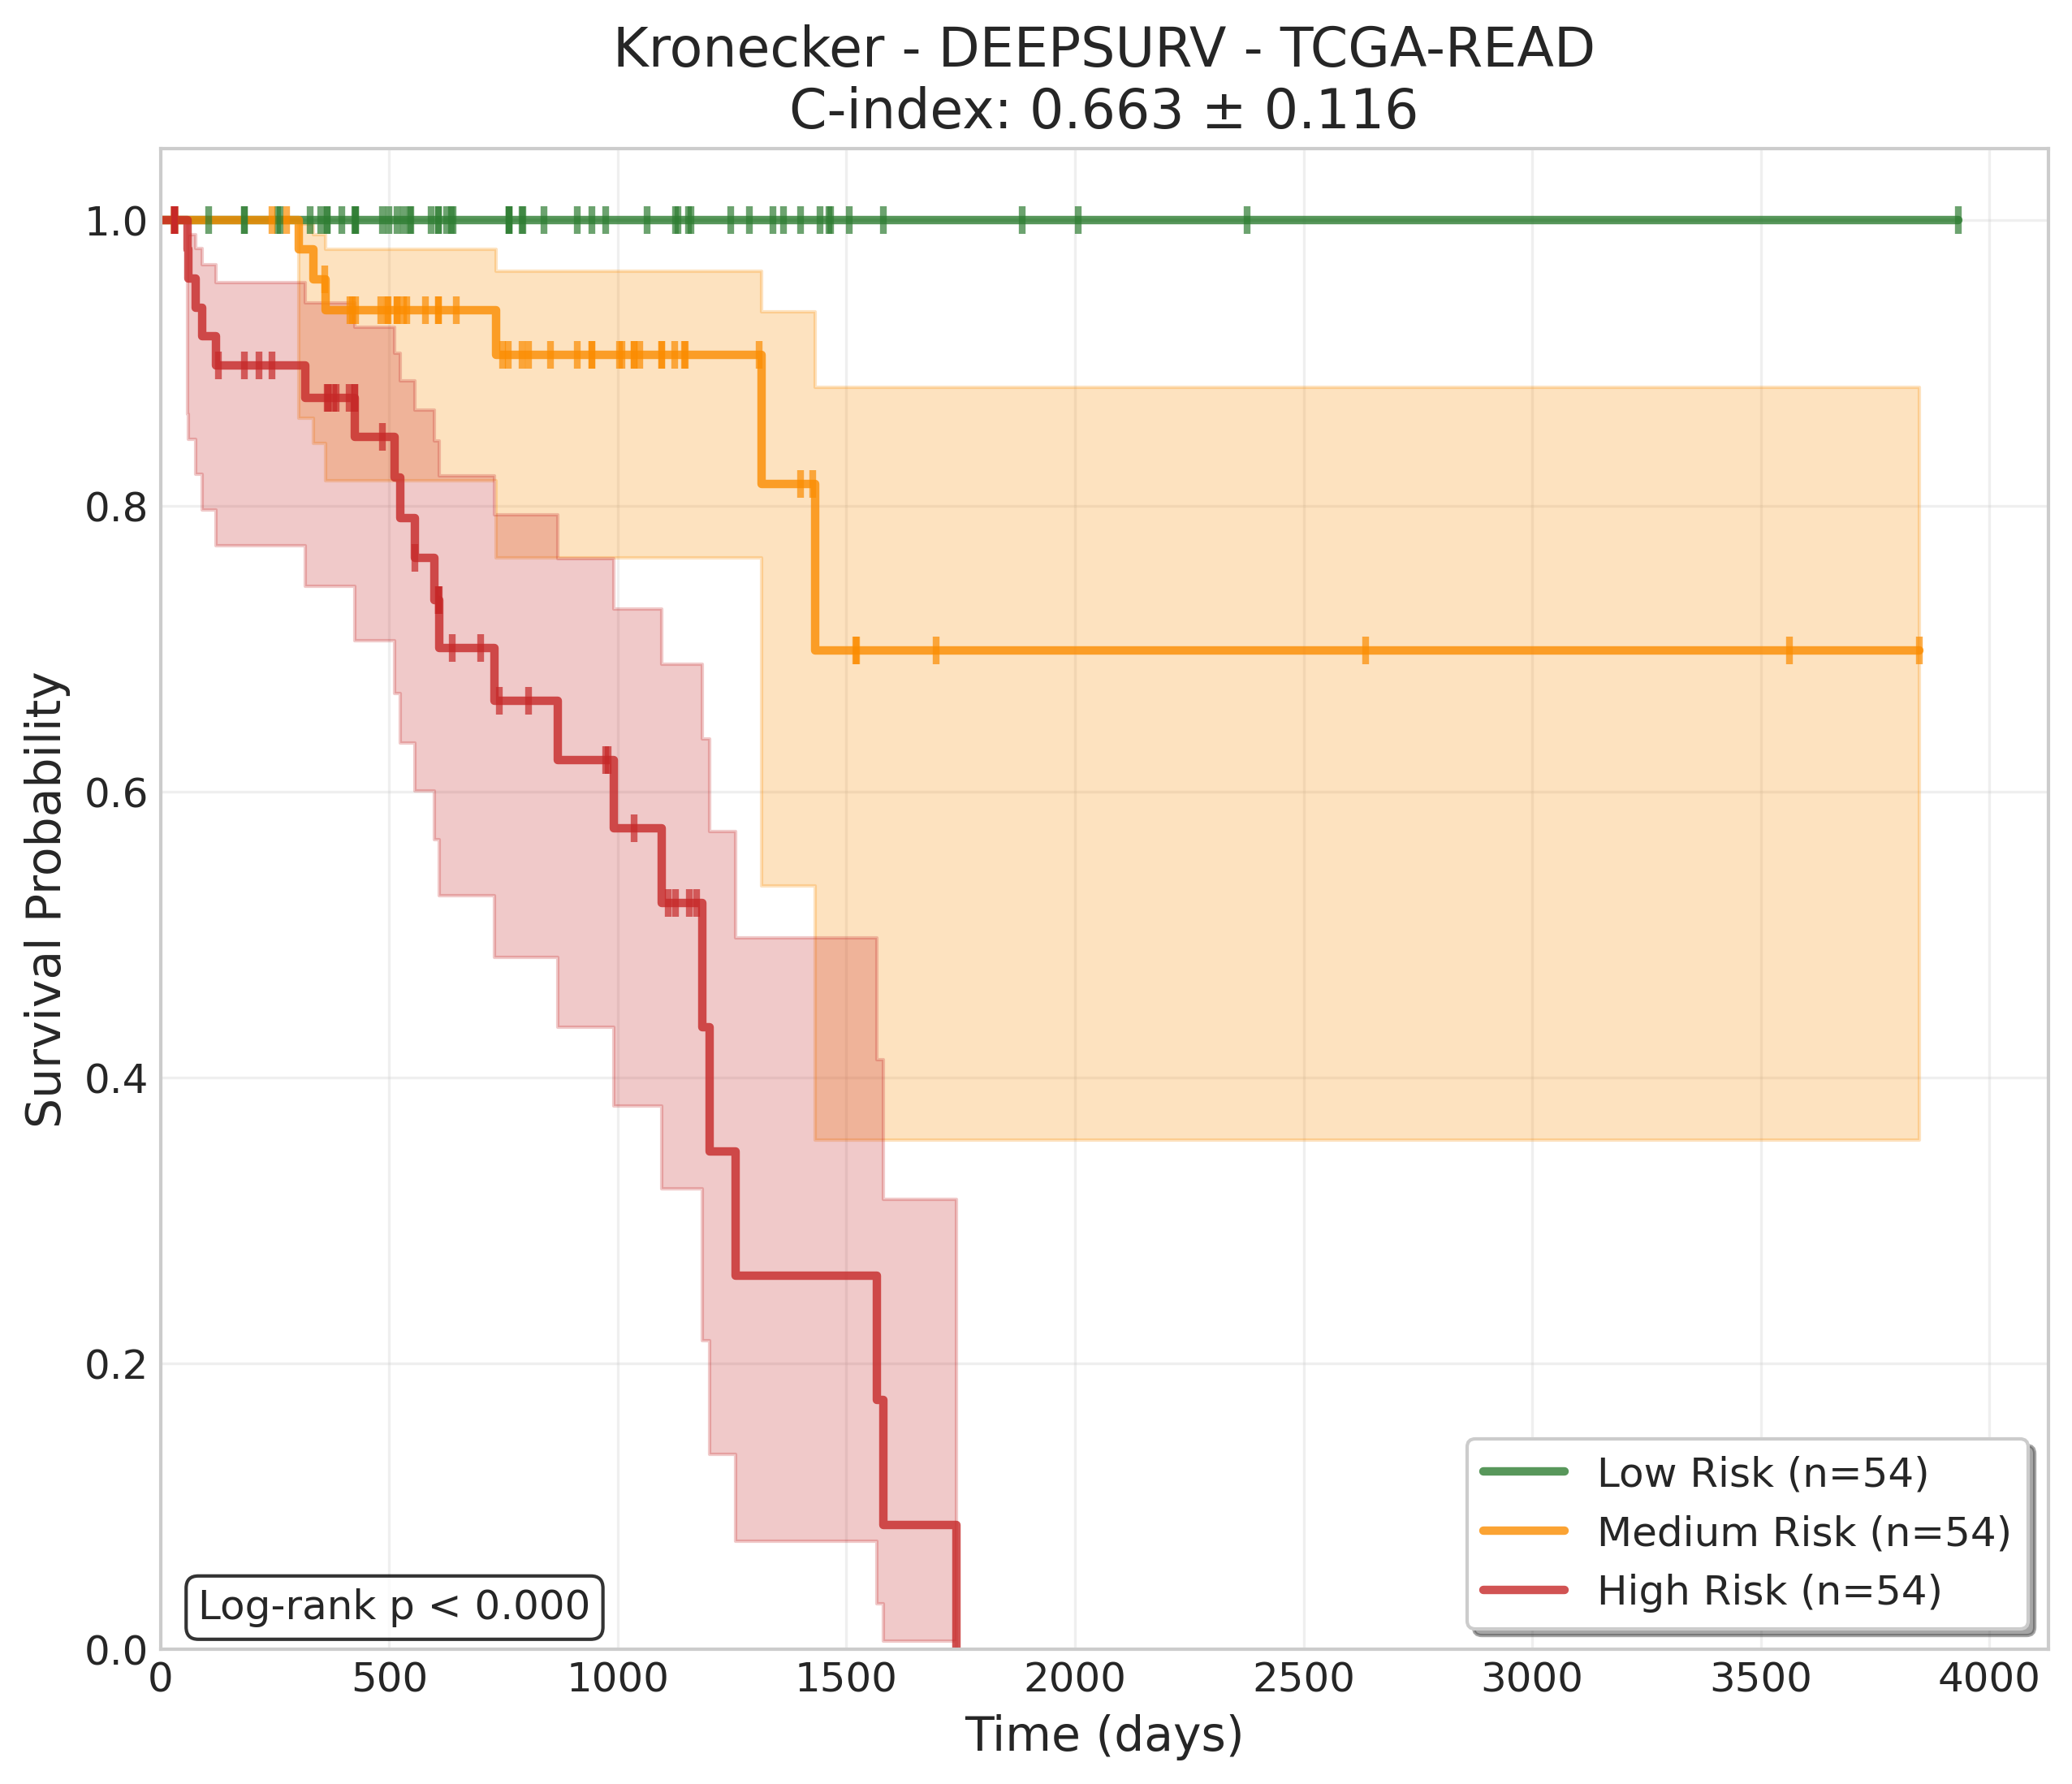 Kronecker - DEEPSURV - TCGA-READ
C-index: 0.663 ± 0.116
Survival Probability
1.0
0.8
0.6
0.4
0.2
0.0
Log-rank p < 0.000
Low Risk (n=54)
Medium Risk (n=54)
High Risk (n=54)
0 500 1000 1500 2000 2500 3000 3500 4000
Time (days)